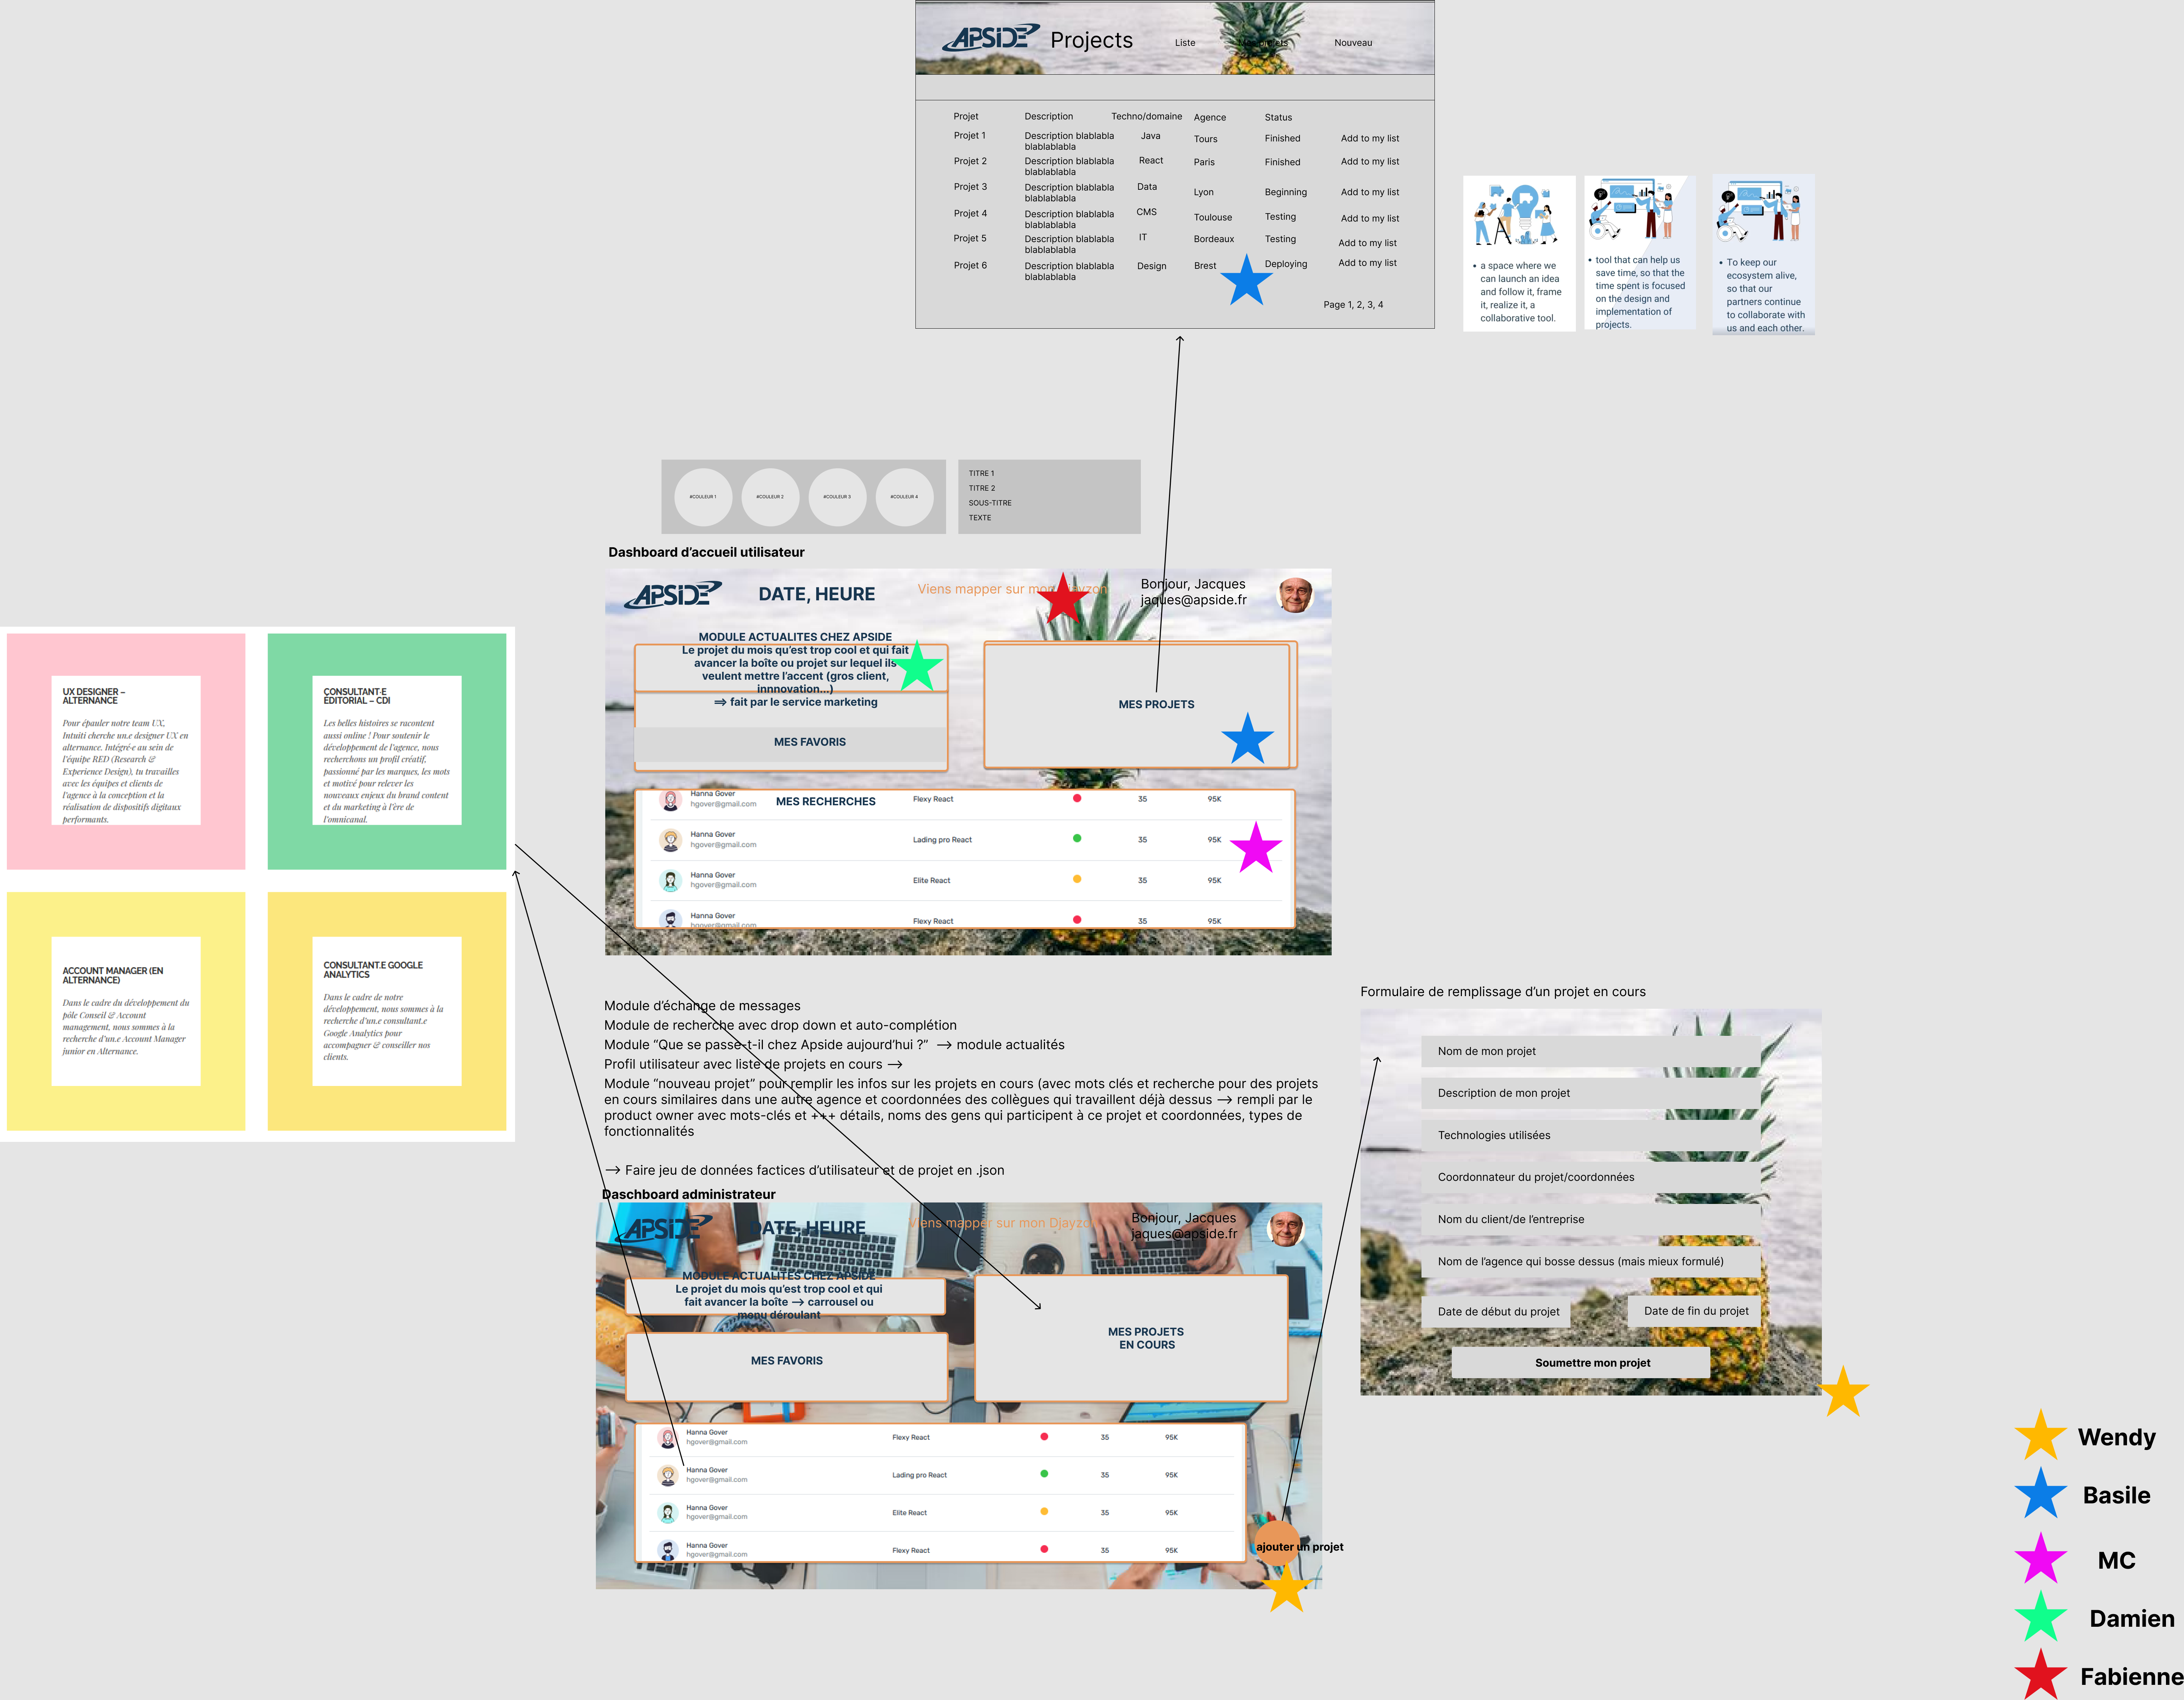 APSIDE
Projects
Liste
Mes projets
Nouveau
Projet Description Techno/domaine Agence Status
Projet 1 Description blablabla Java Tours Finished Add to my list
blablablabla
Projet 2 Description blablabla React Paris Finished Add to my list
blablablabla
Projet 3 Description blablabla Data Lyon Beginning Add to my list
blablablabla
Projet 4 Description blablabla CMS Toulouse Testing Add to my list
blablablabla
Projet 5 Description blablabla IT Bordeaux Testing Add to my list
blablablabla
Projet 6 Description blablabla Design Brest Deploying Add to my list
blablablabla
Page 1, 2, 3, 4
• a space where we
can launch an idea
and follow it, frame
it, realize it, a
collaborative tool.
• tool that can help us
save time, so that the
time spent is focused
on the design and
implementation of
projects.
• To keep our
ecosystem alive,
so that our
partners continue
to collaborate with
us and each other.
#COULEUR 1
#COULEUR 2
#COULEUR 3
#COULEUR 4
TITRE 1
TITRE 2
SOUS-TITRE
TEXTE
Dashboard d'accueil utilisateur
APSIDE
DATE, HEURE
Viens mapper sur mon Djayzon
Bonjour, Jacques
jaques@apside.fr
MODULE ACTUALITES CHEZ APSIDE
Le projet du mois qu'est trop cool et qui fait
avancer la boîte ou projet sur lequel ils
veulent mettre l'accent (gros client,
innnovation...)
⟹ fait par le service marketing
MES FAVORIS
MES PROJETS
MES RECHERCHES
Hanna Gover Flexy React 35 95K
hgover@gmail.com
Hanna Gover Lading pro React 35 95K
hgover@gmail.com
Hanna Gover Elite React 35 95K
hgover@gmail.com
Hanna Gover Flexy React 35 95K
hgover@gmail.com
UX DESIGNER –
ALTERNANCE
Pour épauler notre team UX,
Intuiti cherche un.e designer UX en
alternance. Intégré·e au sein de
l'équipe RED (Research &
Experience Design), tu travailles
avec les équipes et clients de
l'agence à la conception et la
réalisation de dispositifs digitaux
performants.
CONSULTANT·E
ÉDITORIAL – CDI
Les belles histoires se racontent
aussi online ! Pour soutenir le
développement de l'agence, nous
recherchons un profil créatif,
passionné par les marques, les mots
et motivé pour relever les
nouveaux enjeux du brand content
et du marketing à l'ère de
l'omnicanal.
ACCOUNT MANAGER (EN
ALTERNANCE)
Dans le cadre du développement du
pôle Conseil & Account
management, nous sommes à la
recherche d'un.e Account Manager
junior en Alternance.
CONSULTANT.E GOOGLE
ANALYTICS
Dans le cadre de notre
développement, nous sommes à la
recherche d'un.e consultant.e
Google Analytics pour
accompagner & conseiller nos
clients.
Module d'échange de messages
Module de recherche avec drop down et auto-complétion
Module “Que se passe-t-il chez Apside aujourd'hui ?” → module actualités
Profil utilisateur avec liste de projets en cours →
Module “nouveau projet” pour remplir les infos sur les projets en cours (avec mots clés et recherche pour des projets
en cours similaires dans une autre agence et coordonnées des collègues qui travaillent déjà dessus → rempli par le
product owner avec mots-clés et +++ détails, noms des gens qui participent à ce projet et coordonnées, types de
fonctionnalités
→ Faire jeu de données factices d'utilisateur et de projet en .json
Daschboard administrateur
APSIDE
DATE, HEURE
Viens mapper sur mon Djayzon
Bonjour, Jacques
jaques@apside.fr
MODULE ACTUALITES CHEZ APSIDE
Le projet du mois qu'est trop cool et qui
fait avancer la boîte → carrousel ou
menu déroulant
MES FAVORIS
MES PROJETS
EN COURS
Hanna Gover Flexy React 35 95K
hgover@gmail.com
Hanna Gover Lading pro React 35 95K
hgover@gmail.com
Hanna Gover Elite React 35 95K
hgover@gmail.com
Hanna Gover Flexy React 35 95K
hgover@gmail.com
ajouter un projet
Formulaire de remplissage d'un projet en cours
Nom de mon projet
Description de mon projet
Technologies utilisées
Coordonnateur du projet/coordonnées
Nom du client/de l'entreprise
Nom de l'agence qui bosse dessus (mais mieux formulé)
Date de début du projet
Date de fin du projet
Soumettre mon projet
Wendy
Basile
MC
Damien
Fabienne